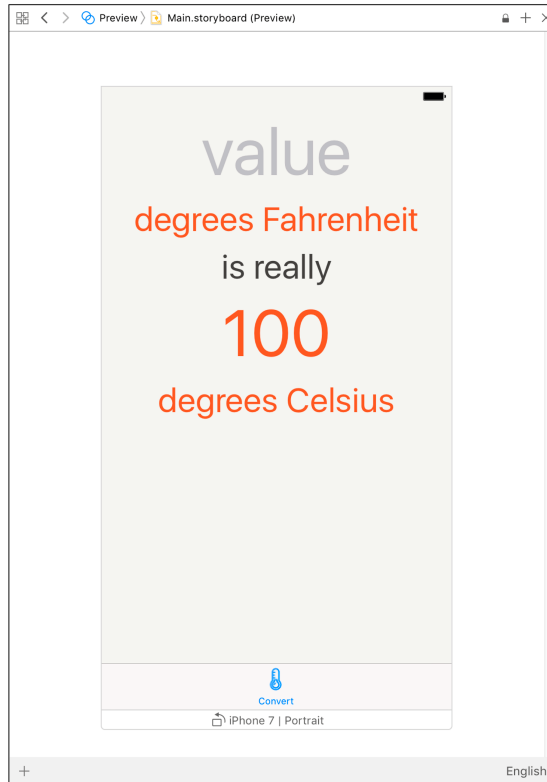 Preview Main.storyboard (Preview)
value
degrees Fahrenheit
is really
100
degrees Celsius
Convert
iPhone 7 | Portrait
English